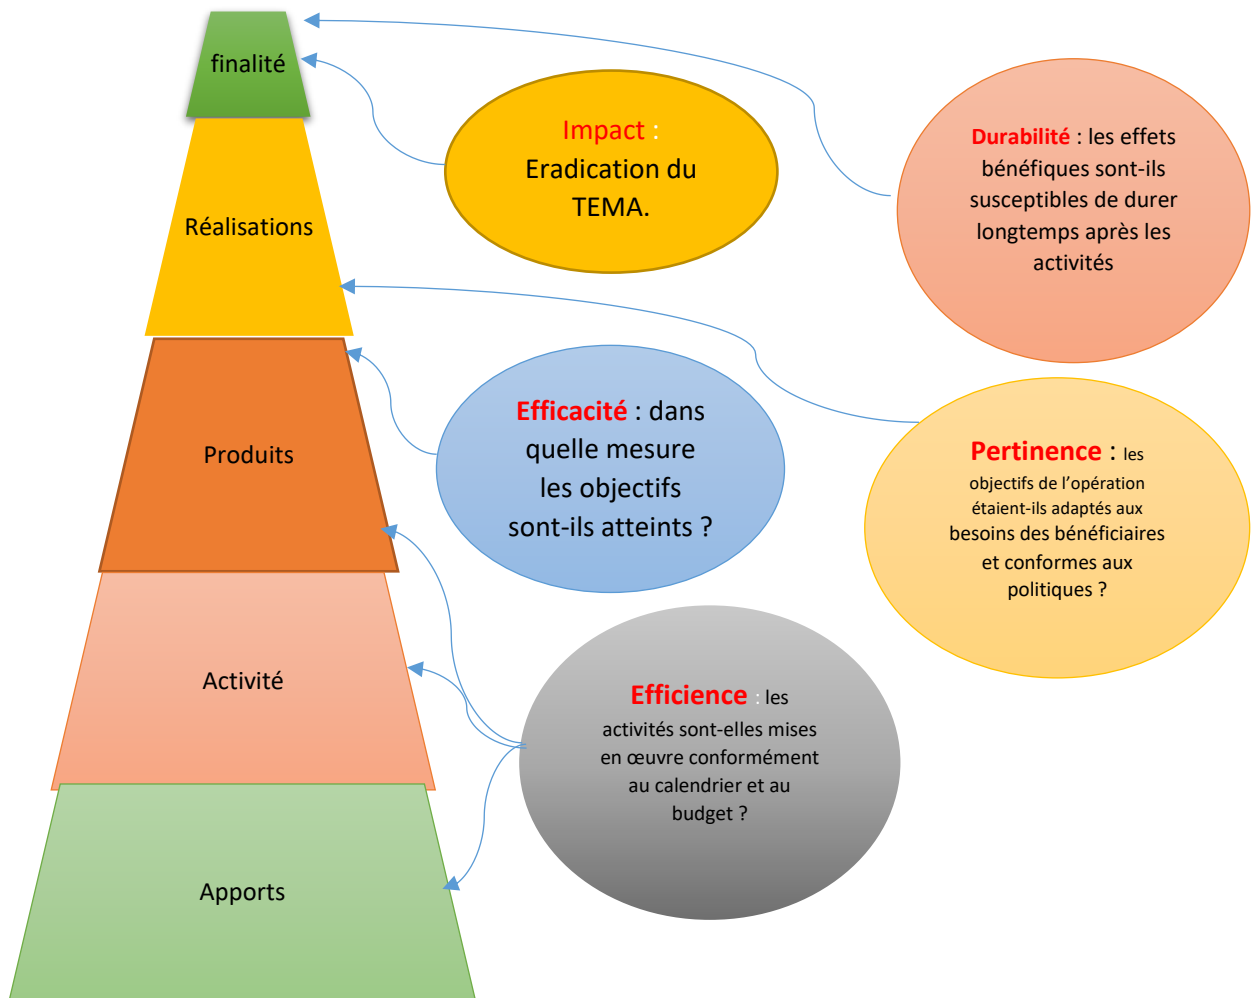 finalité
Réalisations
Produits
Activité
Apports
Impact :
Eradication du
TEMA.
Durabilité : les effets
bénéfiques sont-ils
susceptibles de durer
longtemps après les
activités
Efficacité : dans
quelle mesure
les objectifs
sont-ils atteints ?
Pertinence : les
objectifs de l’opération
étaient-ils adaptés aux
besoins des bénéficiaires
et conformes aux
politiques ?
Efficience : les
activités sont-elles mises
en œuvre conformément
au calendrier et au
budget ?